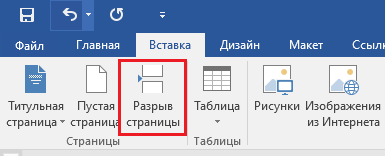 Файл Главная Вставка Дизайн Макет Ссылк
Титульная Пустая Разрыв Таблица Рисунки Изображения
страница страница страницы из Интернета
Страницы Таблицы